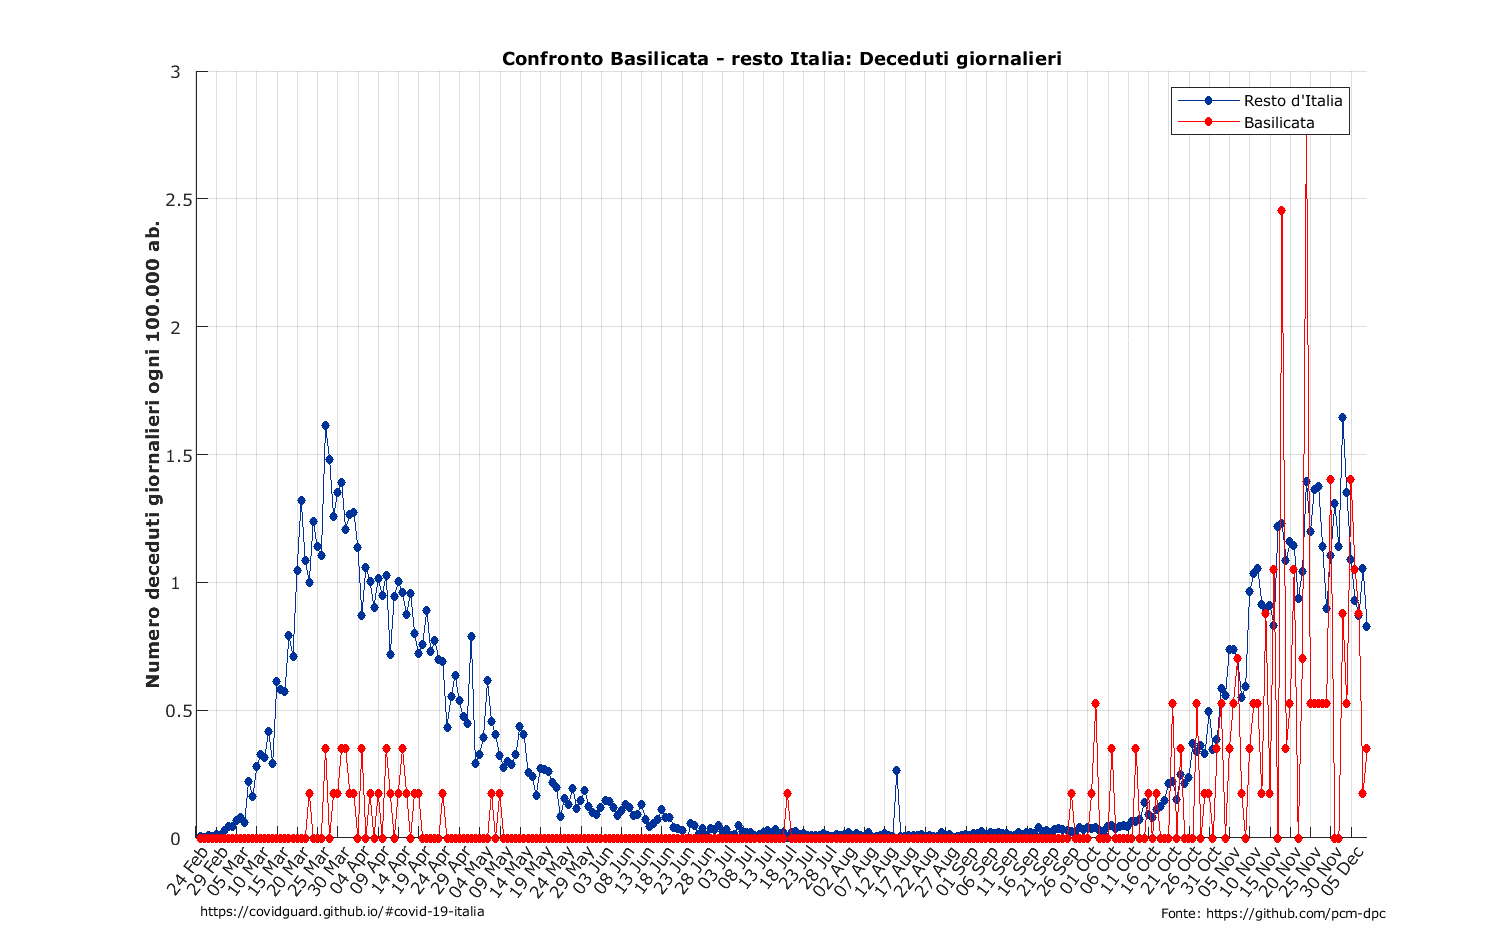 Confronto Basilicata - resto Italia: Deceduti giornalieri
Numero deceduti giornalieri ogni 100.000 ab.
3
2.5
2
1.5
1
0.5
0
Resto d'Italia
Basilicata
24 Feb
29 Feb
05 Mar
10 Mar
15 Mar
20 Mar
25 Mar
30 Mar
04 Apr
09 Apr
14 Apr
19 Apr
24 Apr
29 Apr
04 May
09 May
14 May
19 May
24 May
29 May
03 Jun
08 Jun
13 Jun
18 Jun
23 Jun
28 Jun
03 Jul
08 Jul
13 Jul
18 Jul
23 Jul
28 Jul
02 Aug
07 Aug
12 Aug
17 Aug
22 Aug
27 Aug
01 Sep
06 Sep
11 Sep
16 Sep
21 Sep
26 Sep
01 Oct
06 Oct
11 Oct
16 Oct
21 Oct
26 Oct
31 Oct
05 Nov
10 Nov
15 Nov
20 Nov
25 Nov
30 Nov
05 Dec
https://covidguard.github.io/#covid-19-italia
Fonte: https://github.com/pcm-dpc